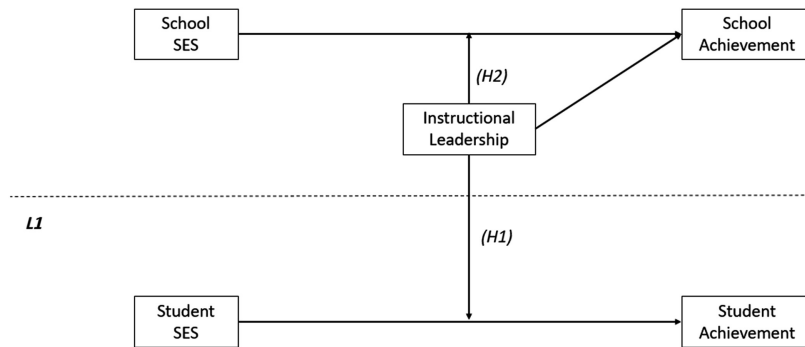 School
SES
School
Achievement
(H2)
Instructional
Leadership
L1
(H1)
Student
SES
Student
Achievement